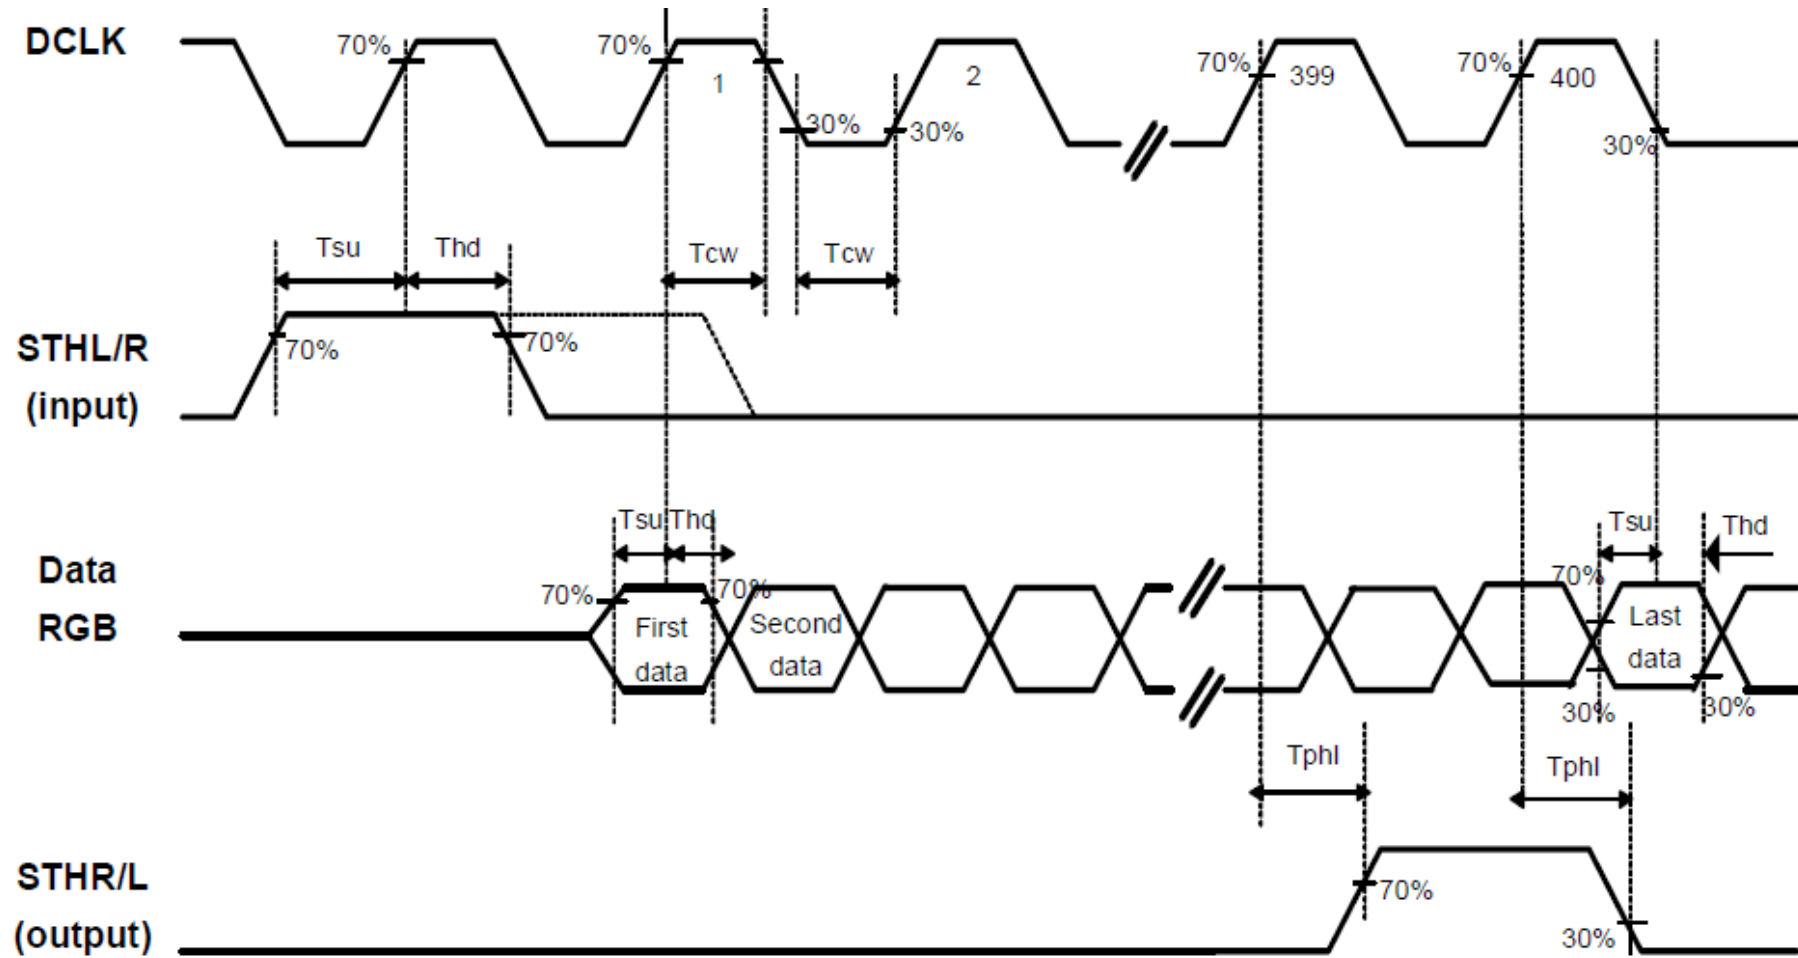 DCLK
70%
70%
1
30%
30%
2
70%
399
70%
400
30%
Tsu
Thd
Tcw
Tcw
STHL/R
(input)
70%
70%
Data
RGB
Tsu
Thd
70%
70%
First
data
Second
data
Tsu
Thd
70%
Last
data
30%
30%
Tphl
Tphl
STHR/L
(output)
70%
30%